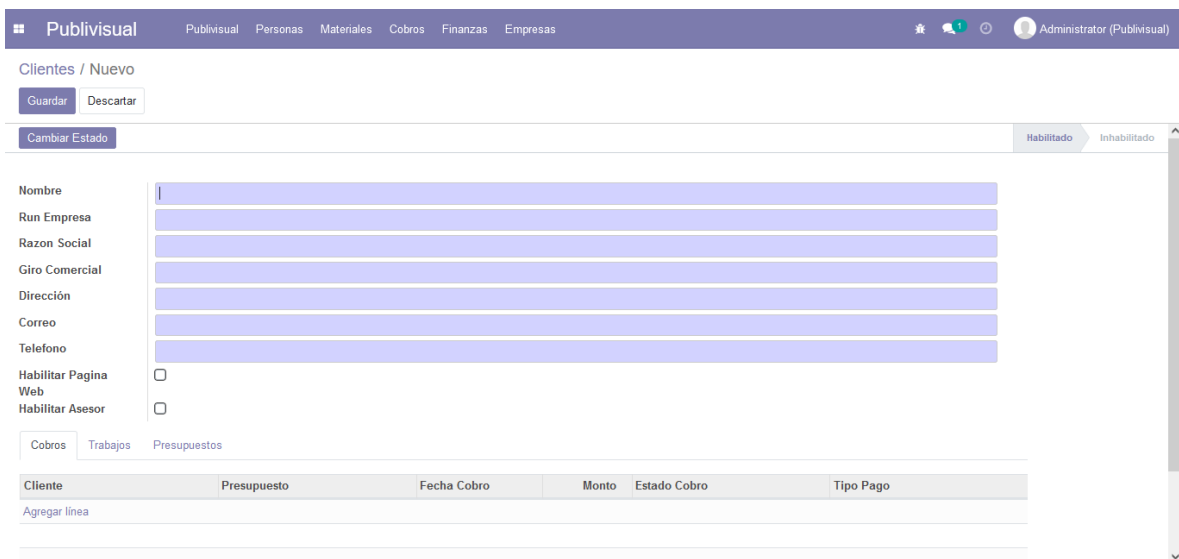 Publivisual Publivisual Personas Materiales Cobros Finanzas Empresas 1 Administrator (Publivisual)
Clientes / Nuevo
Guardar Descartar
Cambiar Estado Habilitado Inhabilitado
Nombre
Run Empresa
Razon Social
Giro Comercial
Dirección
Correo
Telefono
Habilitar Pagina
Web
Habilitar Asesor
Cobros Trabajos Presupuestos
Cliente Presupuesto Fecha Cobro Monto Estado Cobro Tipo Pago
Agregar línea